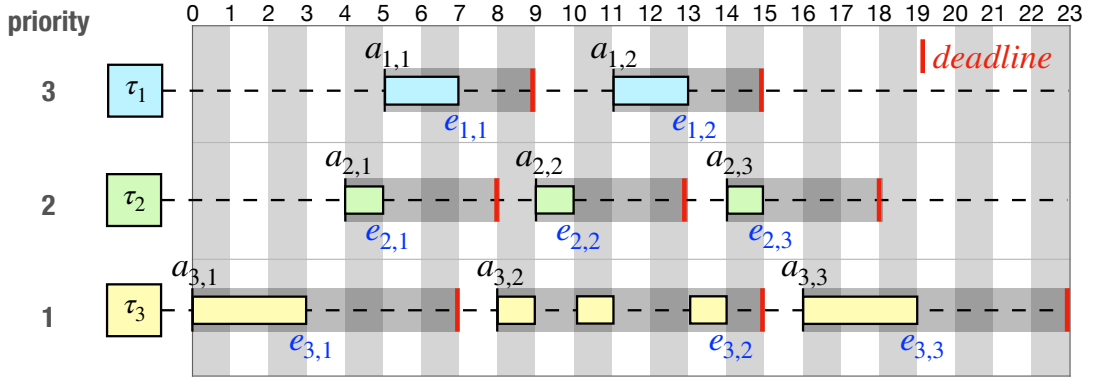 priority 0 1 2 3 4 5 6 7 8 9 10 11 12 13 14 15 16 17 18 19 20 21 22 23
deadline
a1,1 a1,2
3 τ1
e1,1 e1,2
a2,1 a2,2 a2,3
2 τ2
e2,1 e2,2 e2,3
a3,1 a3,2 a3,3
1 τ3
e3,1 e3,2 e3,3